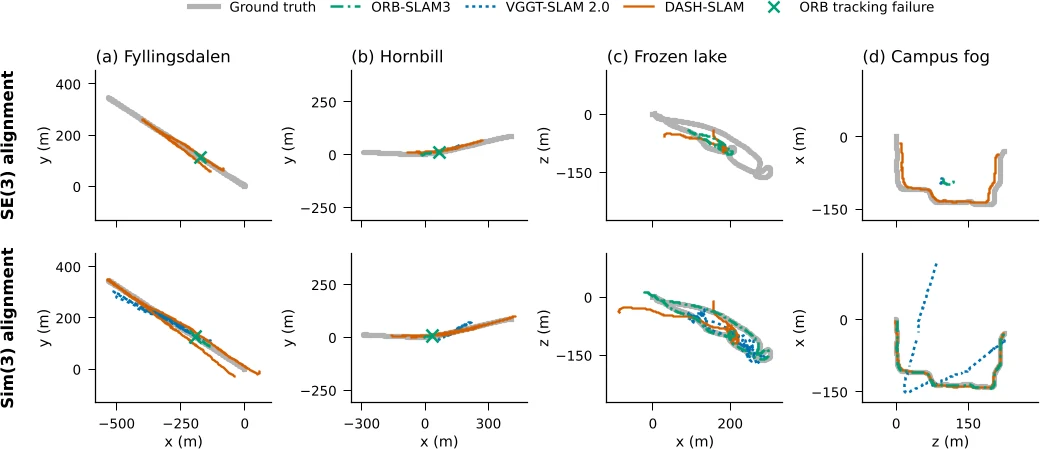 Ground truth ORB-SLAM3 VGGT-SLAM 2.0 DASH-SLAM ORB tracking failure
(a) Fyllingsdalen (b) Hornbill (c) Frozen lake (d) Campus fog
SE(3) alignment
y (m)
400
200
0
y (m)
250
0
−250
z (m)
0
−150
x (m)
0
−150
Sim(3) alignment
y (m)
400
200
0
−500 −250 0
x (m)
y (m)
250
0
−250
−300 0 300
x (m)
z (m)
0
−150
0 200
x (m)
x (m)
0
−150
0 150
z (m)